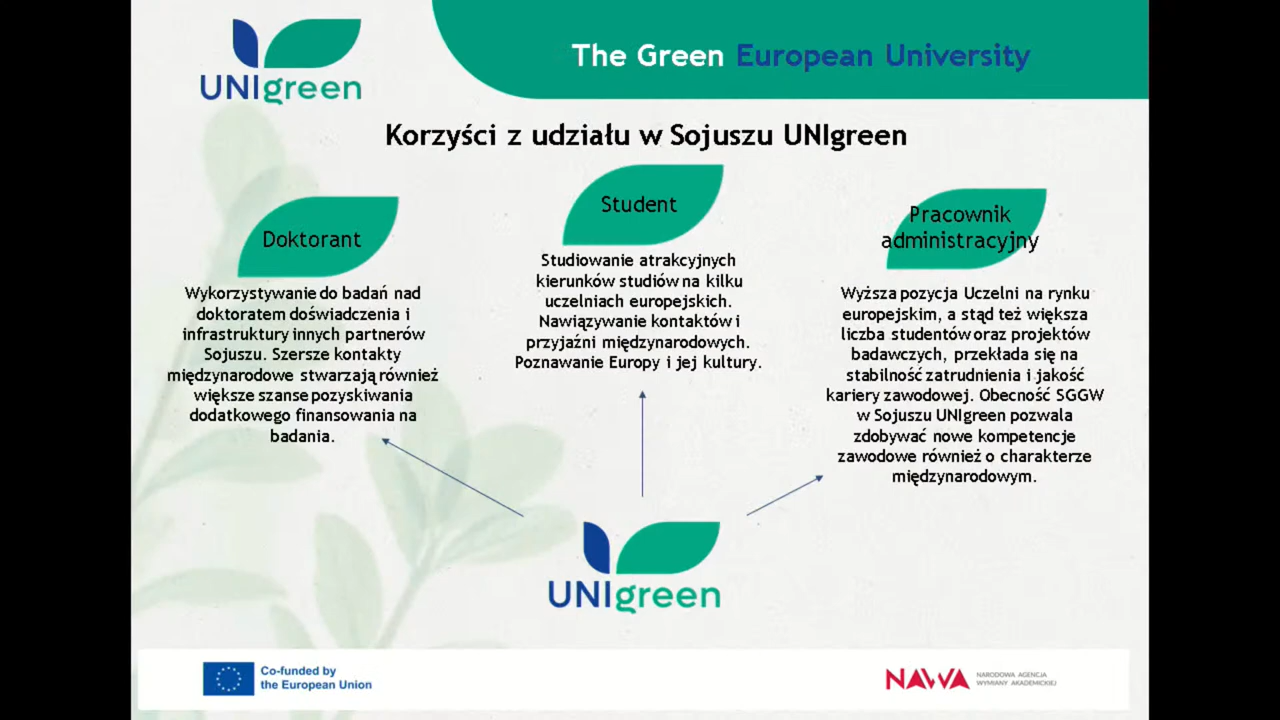 UNIgreen
The Green European University
Korzyści z udziału w Sojuszu UNIgreen
Doktorant
Wykorzystywanie do badań nad
doktoratem doświadczenia i
infrastruktury innych partnerów
Sojuszu. Szersze kontakty
międzynarodowe stwarzają również
większe szanse pozyskiwania
dodatkowego finansowania na
badania.
Student
Studiowanie atrakcyjnych
kierunków studiów na kilku
uczelniach europejskich.
Nawiązywanie kontaktów i
przyjaźni międzynarodowych.
Poznawanie Europy i jej kultury.
Pracownik
administracyjny
Wyższa pozycja Uczelni na rynku
europejskim, a stąd też większa
liczba studentów oraz projektów
badawczych, przekłada się na
stabilność zatrudnienia i jakość
kariery zawodowej. Obecność SGGW
w Sojuszu UNIgreen pozwala
zdobywać nowe kompetencje
zawodowe również o charakterze
międzynarodowym.
UNIgreen
Co-funded by
the European Union
NAWA
NARODOWA AGENCJA
WYMIANY AKADEMICKIEJ